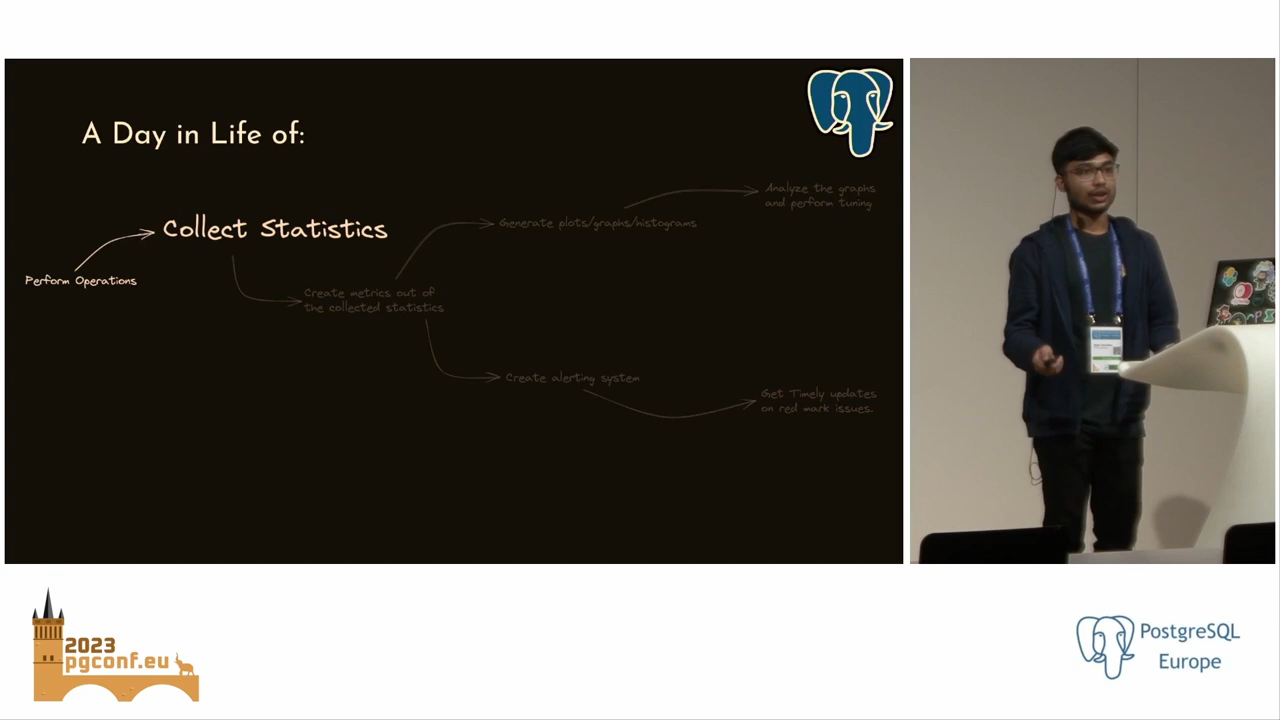 A Day in Life of:
Perform Operations
Collect Statistics
Create metrics out of
the collected statistics
Generate plots/graphs/histograms
Analyze the graphs
and perform tuning
Create alerting system
Get Timely updates
on red mark issues.
2023
pgconf.eu
PostgreSQL
Europe